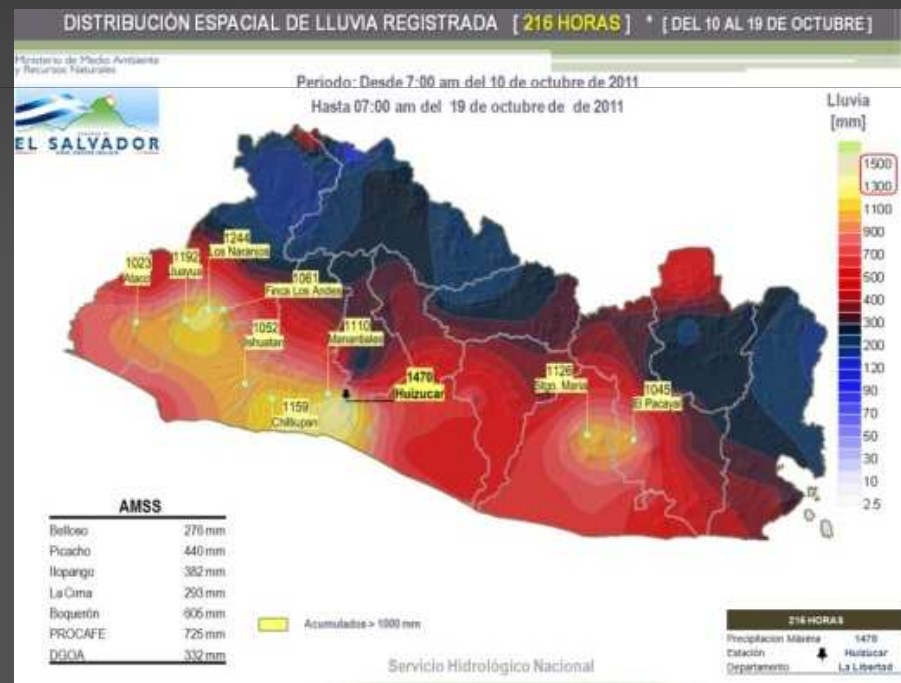 DISTRIBUCIÓN ESPACIAL DE LLUVIA REGISTRADA [ 216 HORAS ] * [ DEL 10 AL 19 DE OCTUBRE ]
Ministerio de Medio Ambiente
y Recursos Naturales
EL SALVADOR
Periodo: Desde 7:00 am del 10 de octubre de 2011
Hasta 07:00 am del 19 de octubre de de 2011
Lluvia
[mm]
1500
1300
1100
900
700
500
400
300
200
120
90
70
50
30
10
2.5
1244
Los Naranjos
1192
Juayua
1023
Ataco
1061
Finca Los Andes
1052
Ishuatan
1110
Manantiales
1470
Huizucar
1159
Chiltiupan
1126
Stgo. Maria
1045
El Pacayal
AMSS
Belloso 276 mm
Picacho 440 mm
Ilopango 382 mm
La Cima 293 mm
Boquerón 605 mm
PROCAFE 725 mm
DGOA 332 mm
Acumulados > 1000 mm
Servicio Hidrológico Nacional
216 HORAS
Precipitacion Máxima 1470
Estación Huizucar
Departamento La Libertad